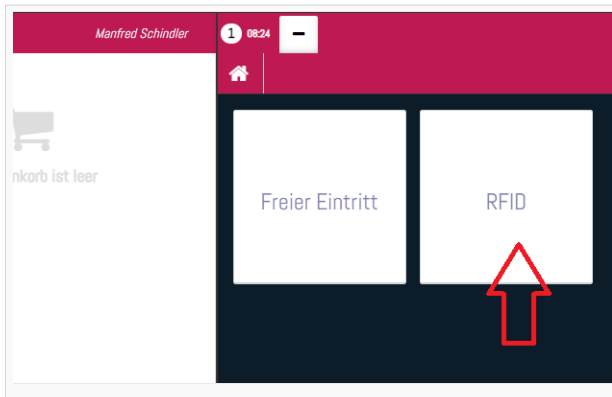 Manfred Schindler
1 08:24 −
nkorb ist leer
Freier Eintritt
RFID